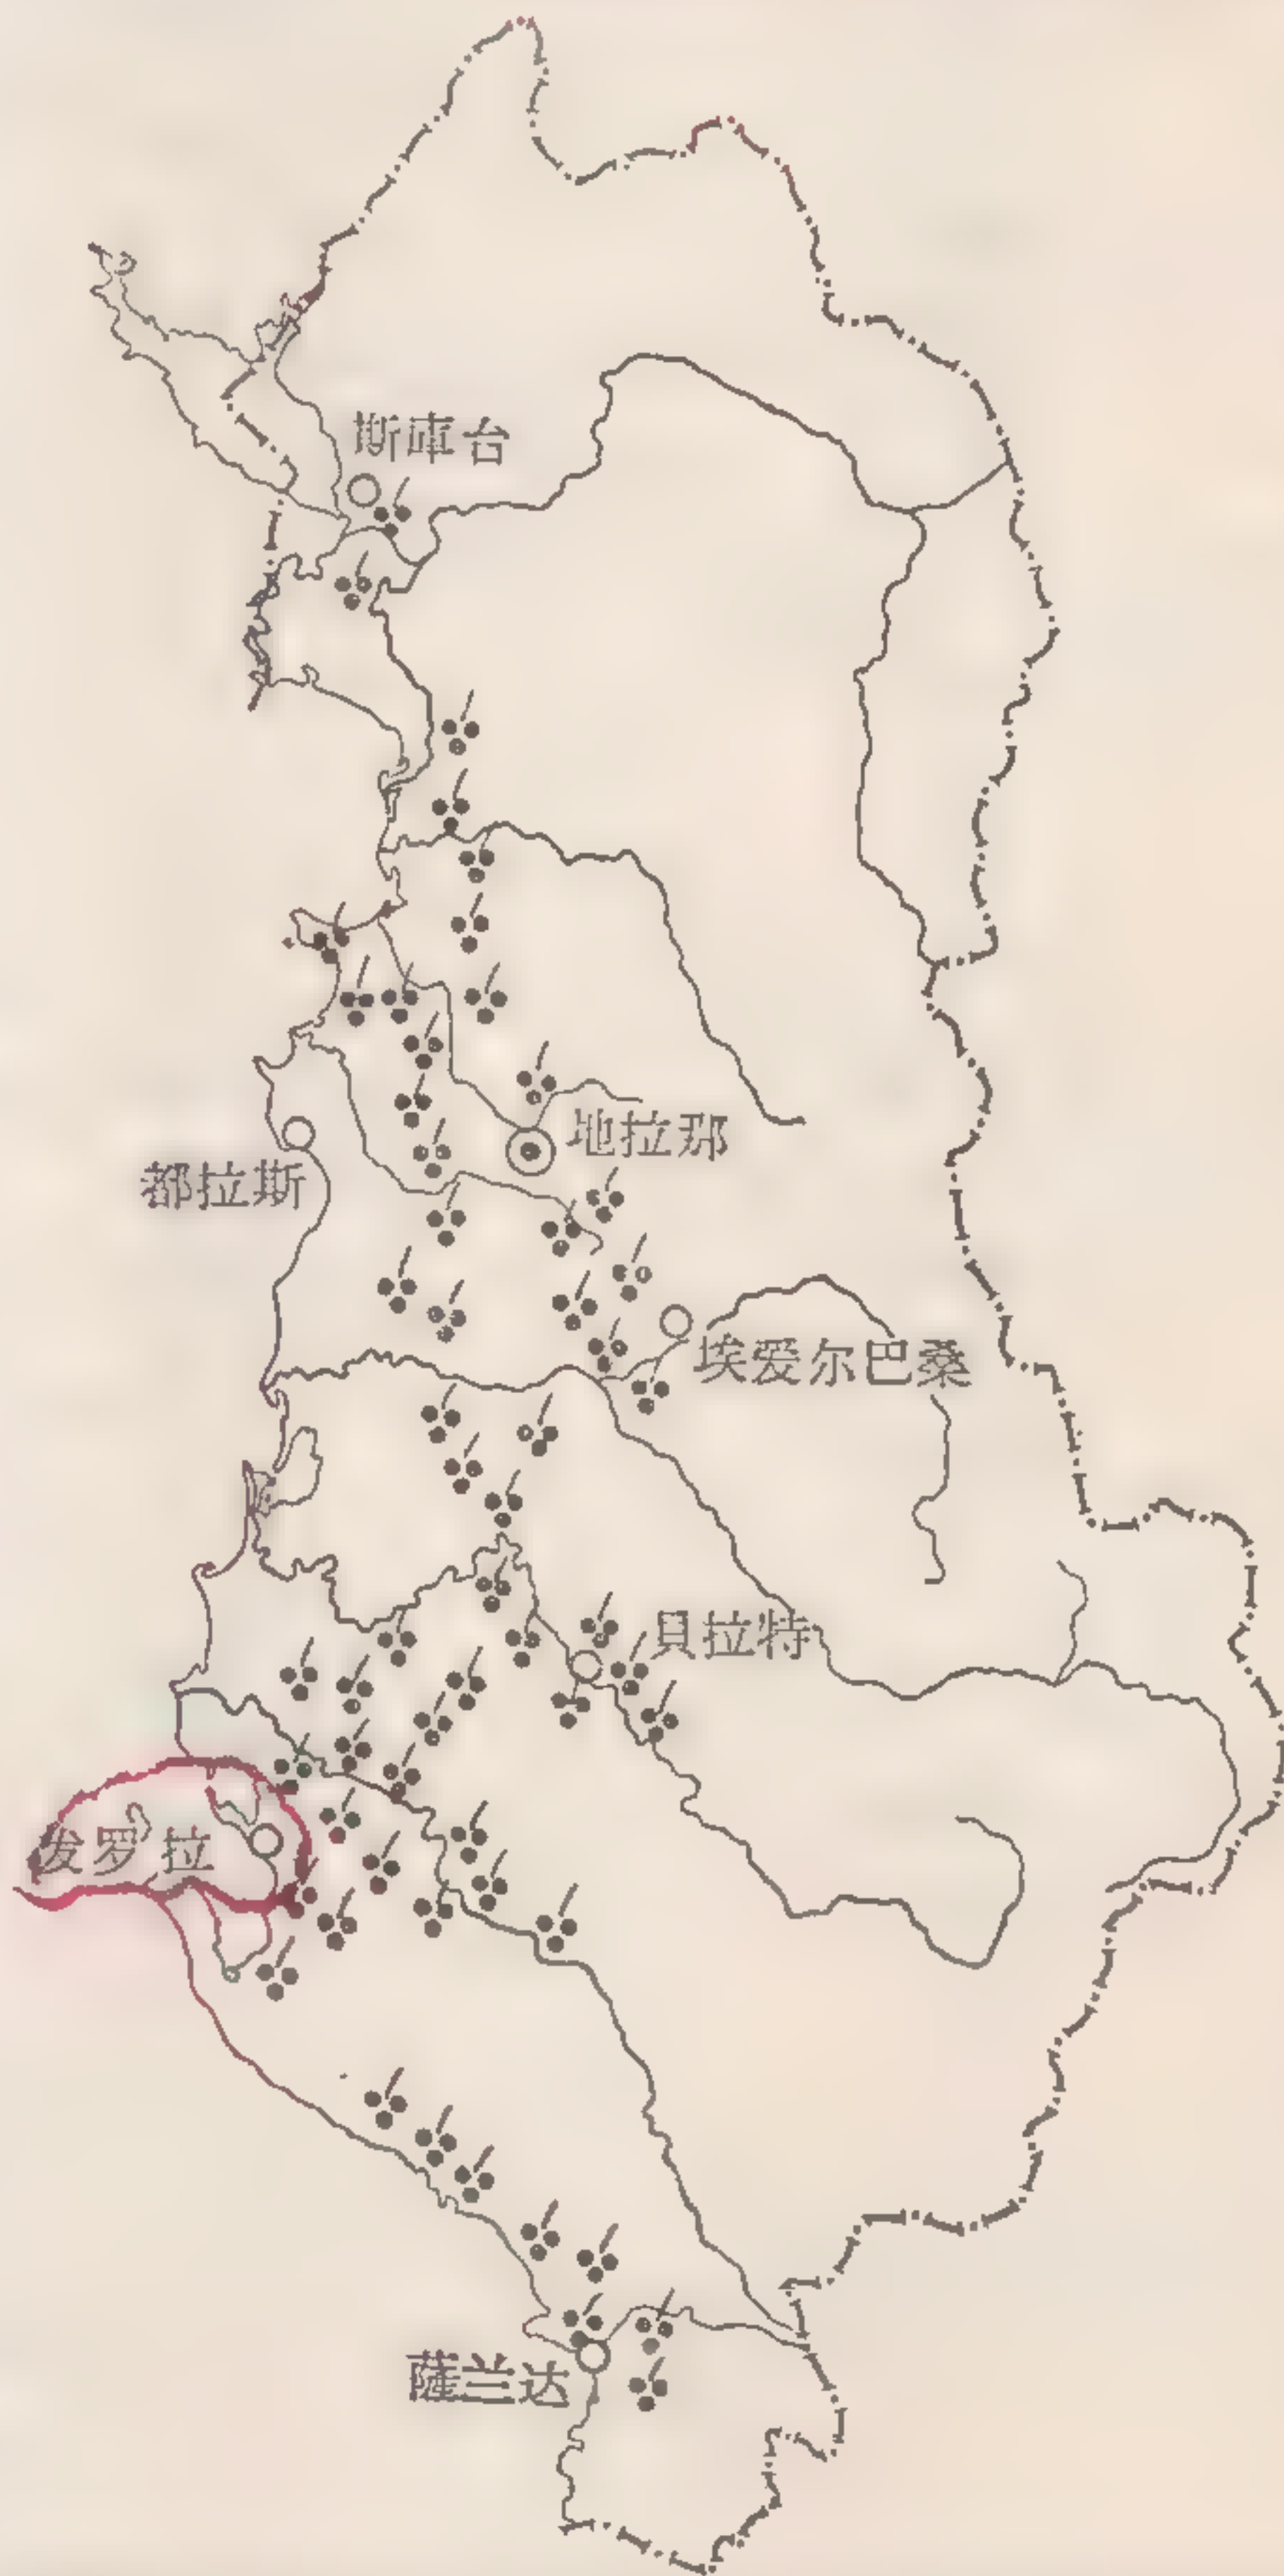 斯庫台
地拉那
都拉斯
埃爱尔巴桑
貝拉特
发罗拉
薩兰达